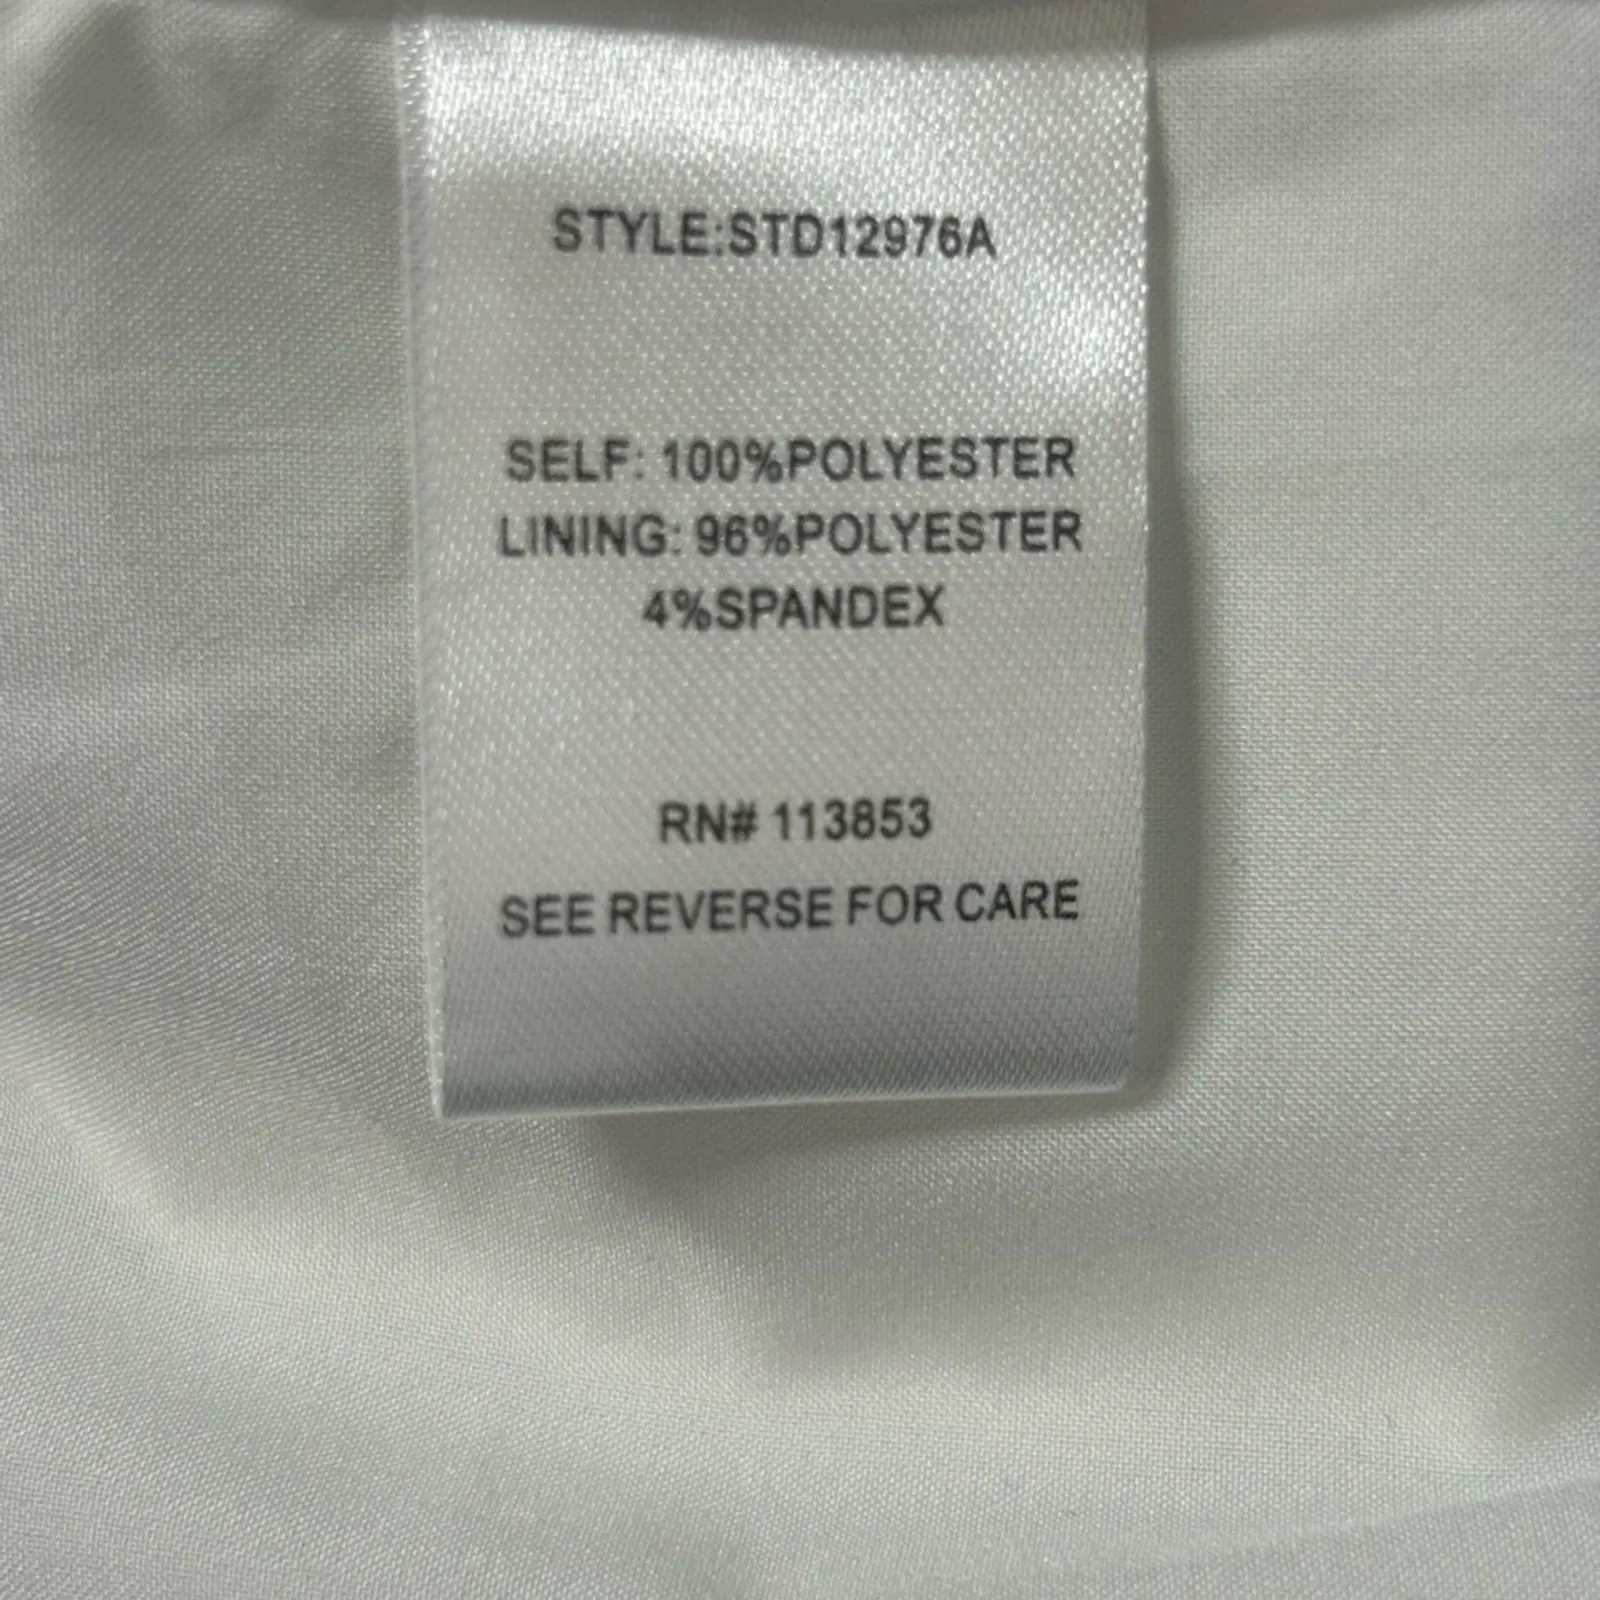 STYLE:STD12976A
SELF: 100%POLYESTER
LINING: 96%POLYESTER
4%SPANDEX
RN# 113853
SEE REVERSE FOR CARE